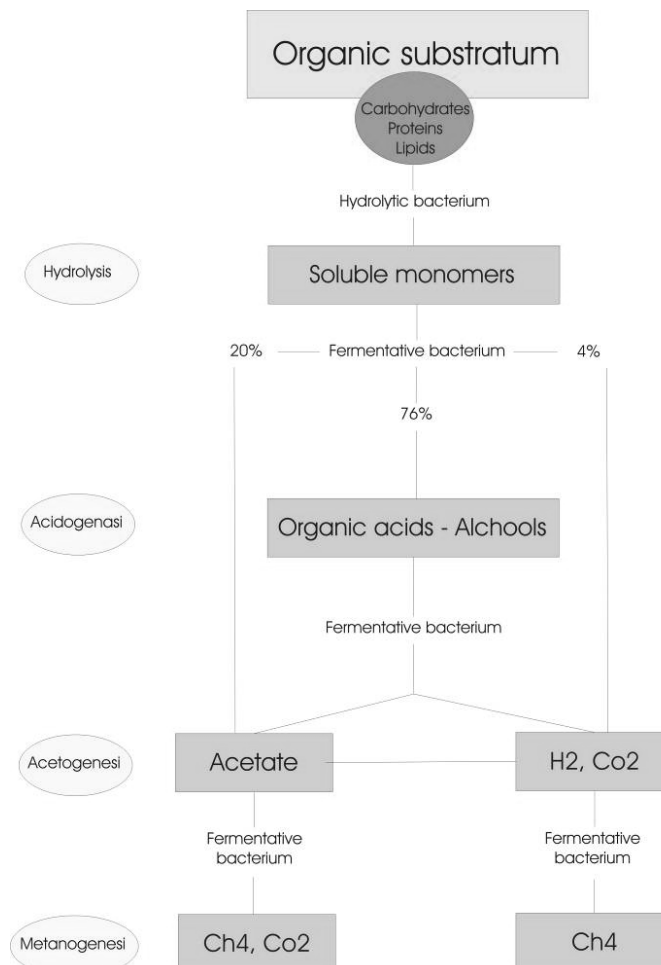 Organic substratum
Carbohydrates
Proteins
Lipids
Hydrolytic bacterium
Hydrolysis
Soluble monomers
20%
Fermentative bacterium
4%
76%
Acidogenasi
Organic acids - Alchools
Fermentative bacterium
Acetogenesi
Acetate
H2, Co2
Fermentative
bacterium
Fermentative
bacterium
Metanogenesi
Ch4, Co2
Ch4